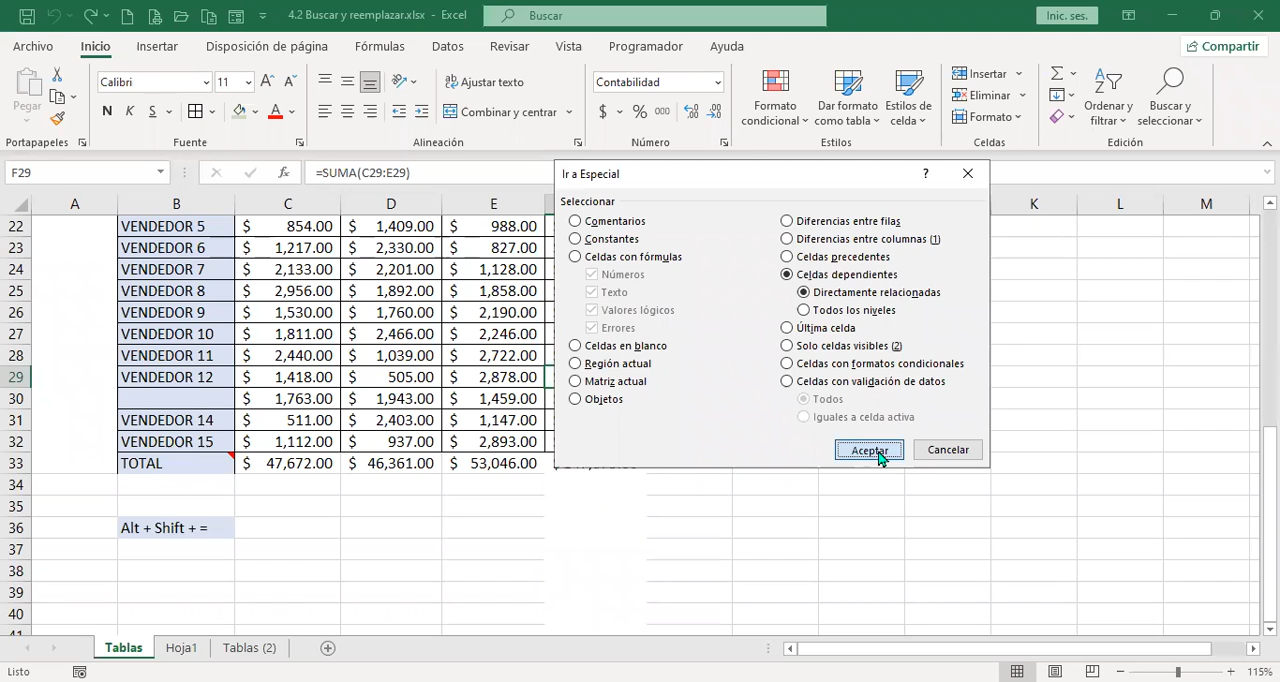 4.2 Buscar y reemplazar.xlsx - Excel
Buscar
Inic. ses.
Archivo Inicio Insertar Disposición de página Fórmulas Datos Revisar Vista Programador Ayuda
Compartir
Pegar
Portapapeles
Calibri 11
N K S
Fuente
Ajustar texto
Combinar y centrar
Alineación
Contabilidad
$ % 000
Número
Formato condicional
Dar formato como tabla
Estilos de celda
Estilos
Insertar
Eliminar
Formato
Celdas
Ordenar y filtrar
Buscar y seleccionar
Edición
F29 fx =SUMA(C29:E29)
A B C D E K L M
22 VENDEDOR 5 $ 854.00 $ 1,409.00 $ 988.00
23 VENDEDOR 6 $ 1,217.00 $ 2,330.00 $ 827.00
24 VENDEDOR 7 $ 2,133.00 $ 2,201.00 $ 1,128.00
25 VENDEDOR 8 $ 2,956.00 $ 1,892.00 $ 1,858.00
26 VENDEDOR 9 $ 1,530.00 $ 1,760.00 $ 2,190.00
27 VENDEDOR 10 $ 1,811.00 $ 2,466.00 $ 2,246.00
28 VENDEDOR 11 $ 2,440.00 $ 1,039.00 $ 2,722.00
29 VENDEDOR 12 $ 1,418.00 $ 505.00 $ 2,878.00
30 $ 1,763.00 $ 1,943.00 $ 1,459.00
31 VENDEDOR 14 $ 511.00 $ 2,403.00 $ 1,147.00
32 VENDEDOR 15 $ 1,112.00 $ 937.00 $ 2,893.00
33 TOTAL $ 47,672.00 $ 46,361.00 $ 53,046.00
34
35
36 Alt + Shift + =
37
38
39
40
41
Ir a Especial ?
Seleccionar
Comentarios
Constantes
Celdas con fórmulas
Números
Texto
Valores lógicos
Errores
Celdas en blanco
Región actual
Matriz actual
Objetos
Diferencias entre filas
Diferencias entre columnas (1)
Celdas precedentes
Celdas dependientes
Directamente relacionadas
Todos los niveles
Última celda
Solo celdas visibles (2)
Celdas con formatos condicionales
Celdas con validación de datos
Todos
Iguales a celda activa
Aceptar Cancelar
Tablas Hoja1 Tablas (2)
Listo 115%